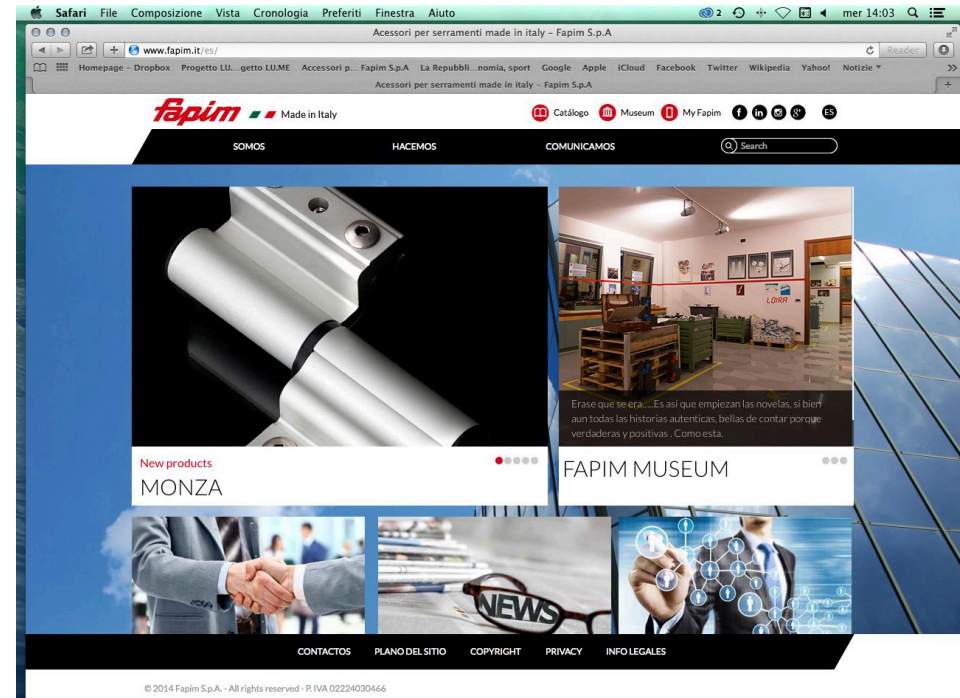 Safari File Composizione Vista Cronologia Preferiti Finestra Aiuto 2 mer 14:03
Acessori per serramenti made in italy – Fapim S.p.A
www.fapim.it/es/ Reader
Homepage – Dropbox Progetto LU...getto LU.ME Accessori p... Fapim S.p.A La Repubbli...nomia, sport Google Apple iCloud Facebook Twitter Wikipedia Yahoo! Notizie
Acessori per serramenti made in italy – Fapim S.p.A
fapim Made in Italy Catálogo Museum My Fapim ES
SOMOS HACEMOS COMUNICAMOS Search
LOIRA
Erase que se era....Es así que empiezan las novelas, si bien
aun todas las historias autenticas, bellas de contar porque
verdaderas y positivas . Como esta.
New products
MONZA
FAPIM MUSEUM
NEWS
CONTACTOS PLANO DEL SITIO COPYRIGHT PRIVACY INFO LEGALES
© 2014 Fapim S.p.A. - All rights reserved - P. IVA 02224030466